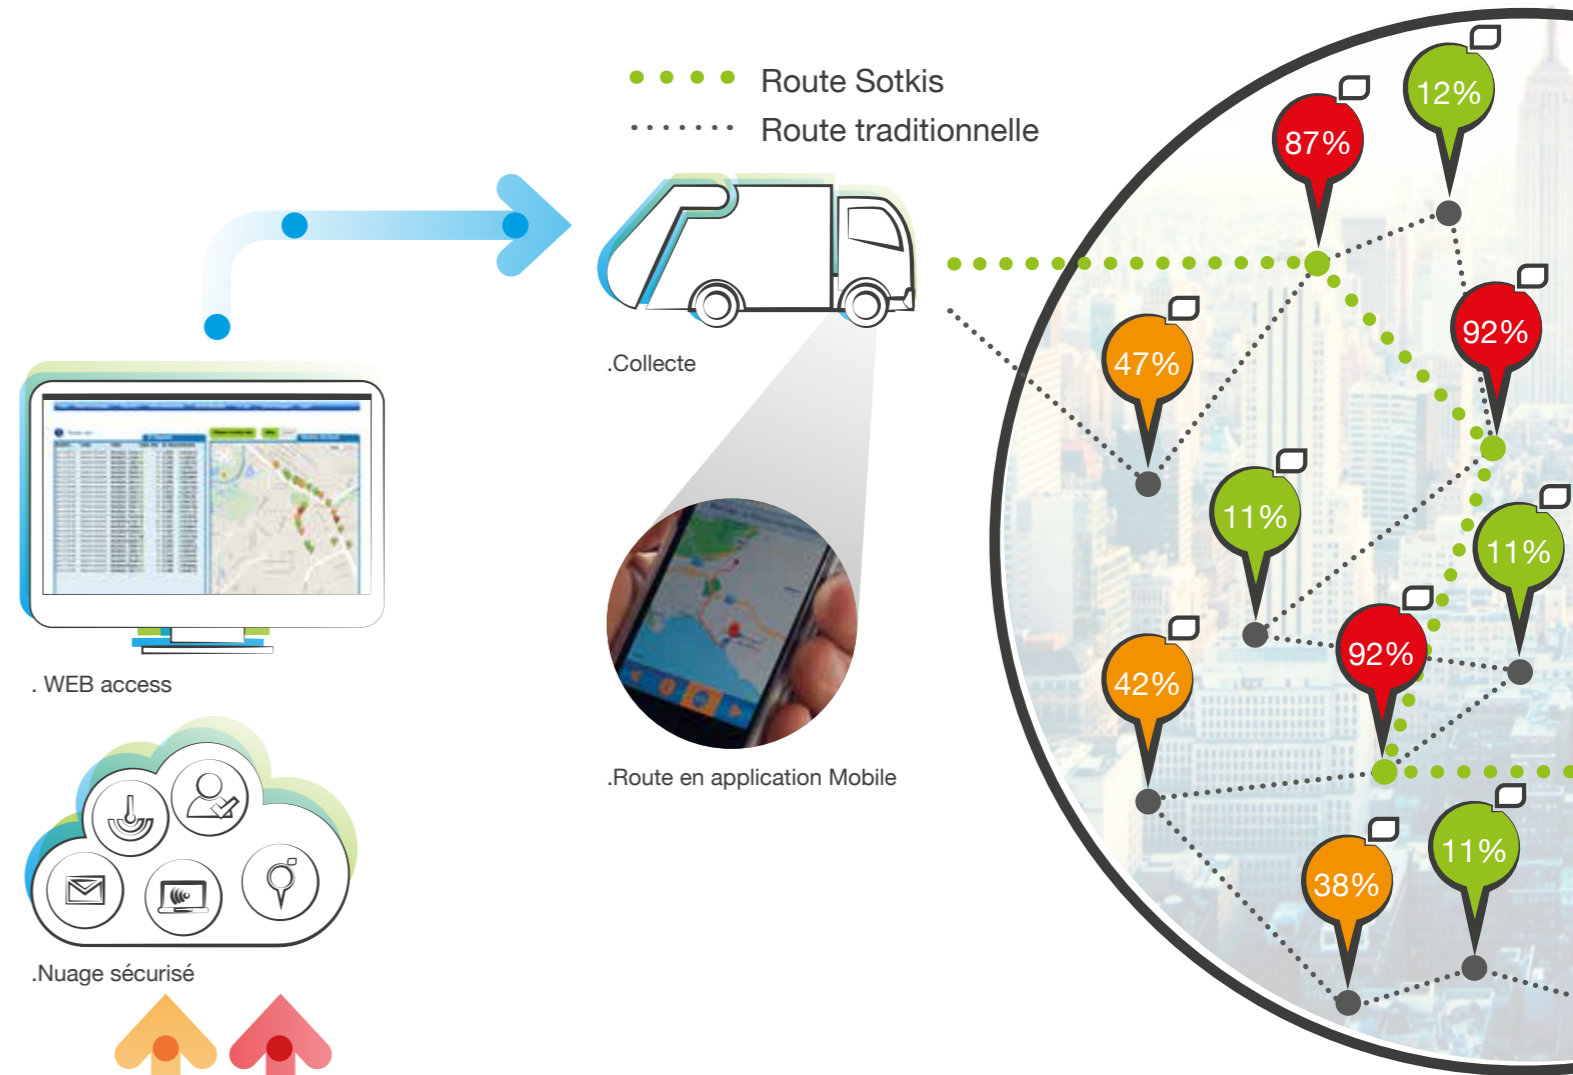 Route Sotkis
Route traditionnelle
12%
87%
92%
47%
.Collecte
11%
11%
92%
42%
. WEB access
.Route en application Mobile
11%
38%
.Nuage sécurisé